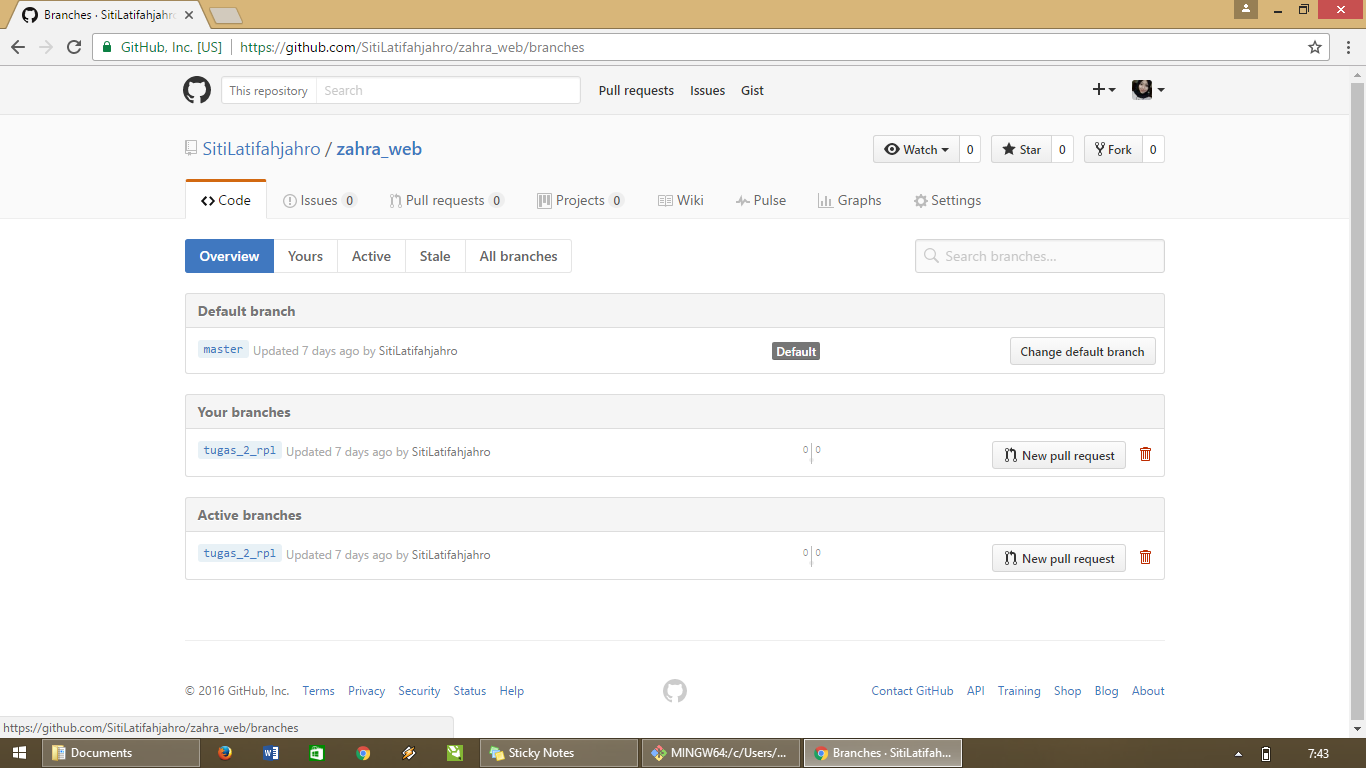 Branches · SitiLatifahjahr
GitHub, Inc. [US] https://github.com/SitiLatifahjahro/zahra_web/branches
This repository Search Pull requests Issues Gist
SitiLatifahjahro / zahra_web Watch 0 Star 0 Fork 0
Code Issues 0 Pull requests 0 Projects 0 Wiki Pulse Graphs Settings
Overview Yours Active Stale All branches Search branches...
Default branch
master Updated 7 days ago by SitiLatifahjahro Default Change default branch
Your branches
tugas_2_rpl Updated 7 days ago by SitiLatifahjahro 0 0 New pull request
Active branches
tugas_2_rpl Updated 7 days ago by SitiLatifahjahro 0 0 New pull request
© 2016 GitHub, Inc. Terms Privacy Security Status Help Contact GitHub API Training Shop Blog About
https://github.com/SitiLatifahjahro/zahra_web/branches
Documents Sticky Notes MINGW64:/c/Users/... Branches · SitiLatifah... 7:43